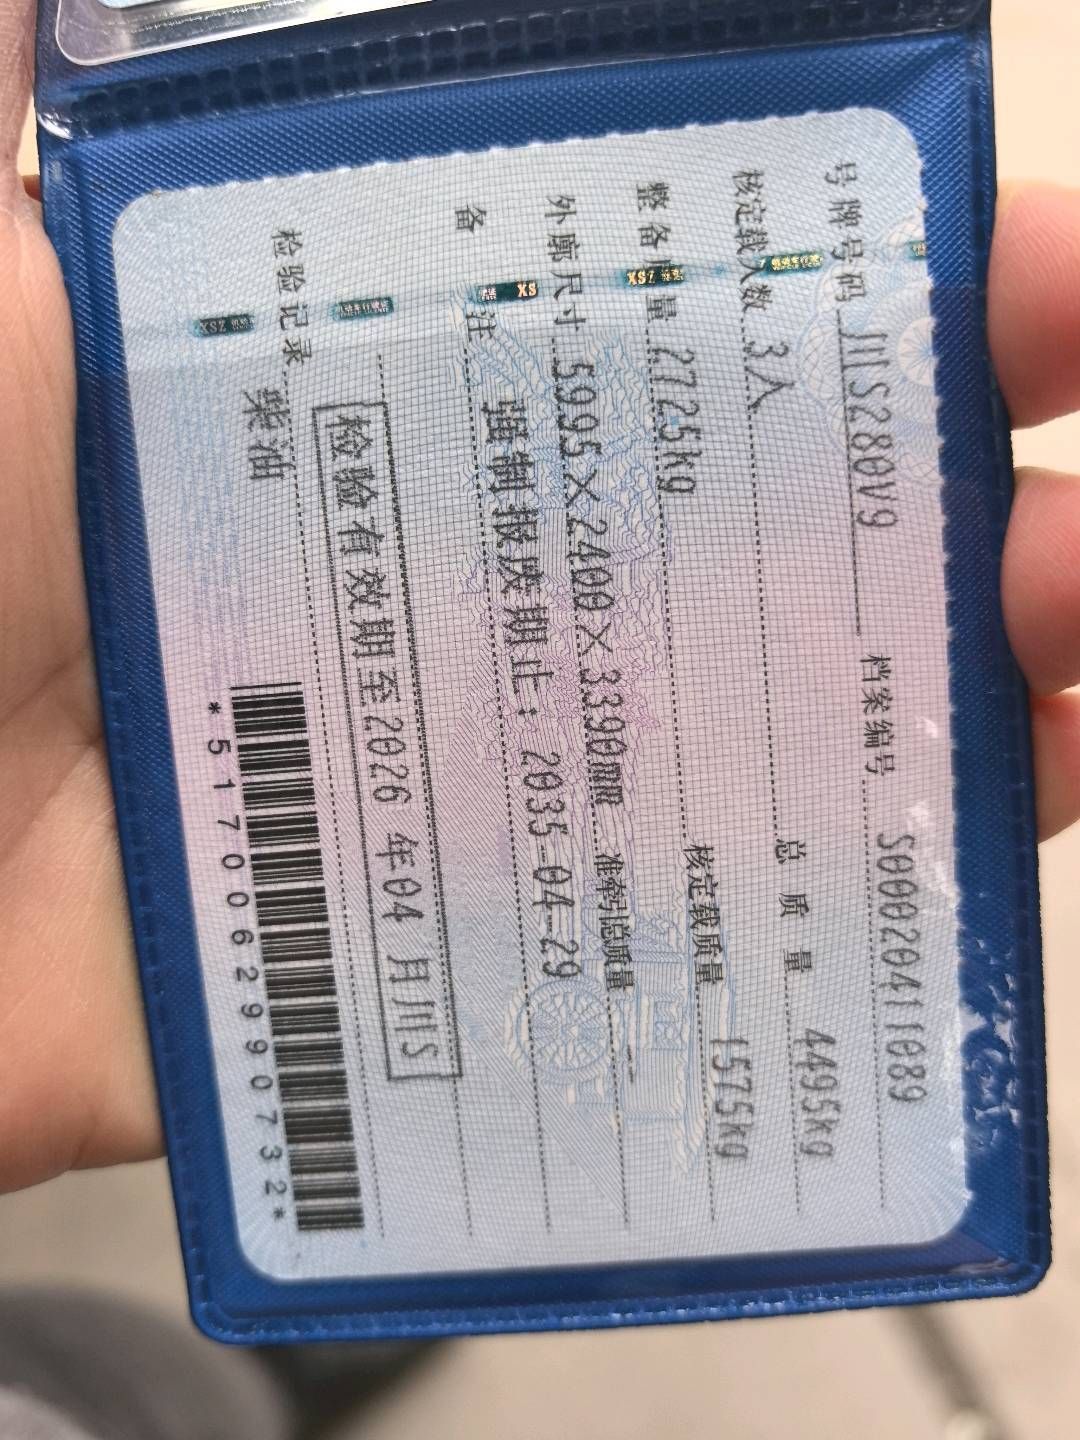 号牌号码 川S280V9 档案编号 S00020411089
核定载人数 3人 总质量 4495kg
整备质量 2725kg 核定载质量 1575kg
外廓尺寸 5995×2400×3390mm 准牵引总质量 --
备注 强制报废期止：2035-04-29
检验有效期至2026年04月川S
检验记录
柴油
*5170062990732*